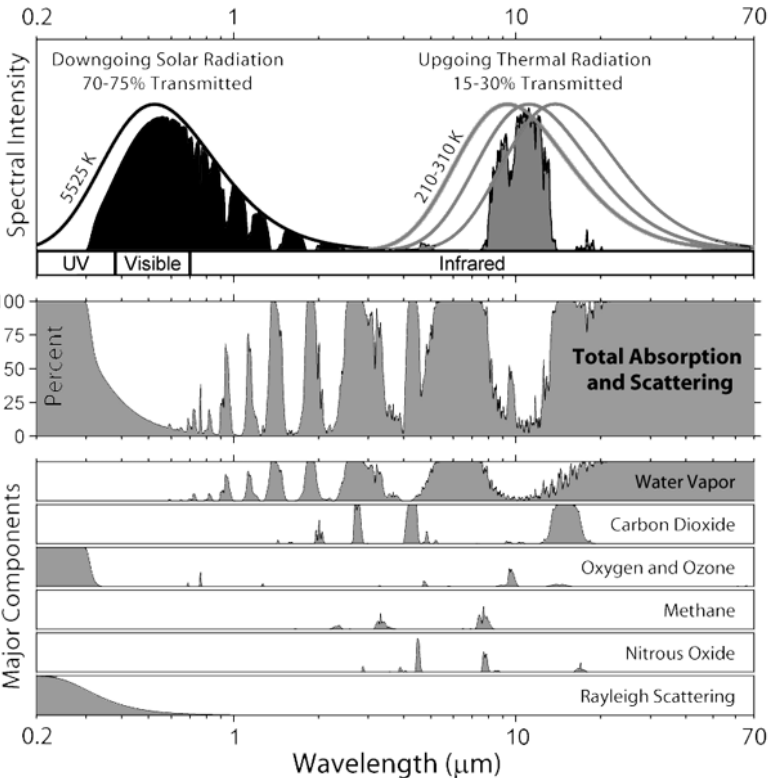 0.2 1 10 70
Downgoing Solar Radiation
70-75% Transmitted
Upgoing Thermal Radiation
15-30% Transmitted
Spectral Intensity
5525 K
210-310 K
UV
Visible
Infrared
100
75
50
25
0
Percent
Total Absorption
and Scattering
Major Components
Water Vapor
Carbon Dioxide
Oxygen and Ozone
Methane
Nitrous Oxide
Rayleigh Scattering
0.2 1 10 70
Wavelength (μm)